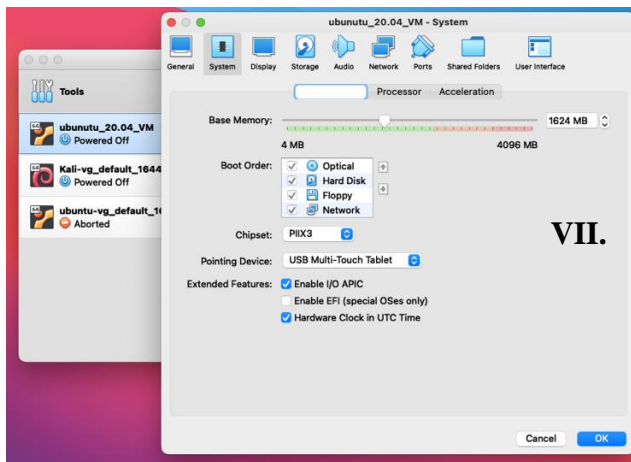 ubunutu_20.04_VM - System
General System Display Storage Audio Network Ports Shared Folders User Interface
Tools
Processor Acceleration
ubunutu_20.04_VM
Powered Off
Kali-vg_default_1644
Powered Off
ubuntu-vg_default_1
Aborted
Base Memory: 1624 MB
4 MB 4096 MB
Boot Order: Optical
Hard Disk
Floppy
Network
VII.
Chipset: PIIX3
Pointing Device: USB Multi-Touch Tablet
Extended Features: Enable I/O APIC
Enable EFI (special OSes only)
Hardware Clock in UTC Time
Cancel OK